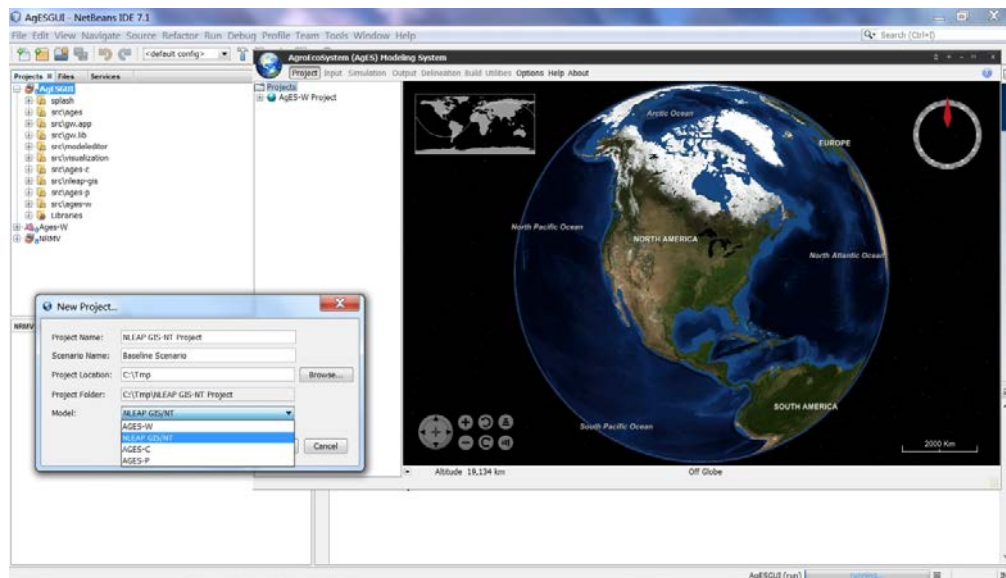 AgESGUI - NetBeans IDE 7.1
File Edit View Navigate Source Refactor Run Debug Profile Team Tools Window Help
Search (Ctrl+I)
<default config>
Projects Files Services
AgESGUI
splash
src\ages
src\gw.app
src\gw.lib
src\modeleditor
src\visualization
src\ages-c
src\nleap-gis
src\ages-p
src\ages-w
Libraries
Ages-W
NRMV
AgroEcoSystem (AgES) Modeling System
Project Input Simulation Output Delineation Build Utilities Options Help About
Projects
AgES-W Project
Arctic Ocean
EUROPE
North Pacific Ocean
NORTH AMERICA
North Atlantic Ocean
SOUTH AMERICA
South Pacific Ocean
2000 Km
Altitude 19,134 km
Off Globe
New Project...
Project Name: NLEAP GIS-NT Project
Scenario Name: Baseline Scenario
Project Location: C:\Tmp
Browse...
Project Folder: C:\Tmp\NLEAP GIS-NT Project
Model: NLEAP GIS/NT
AGES-W
NLEAP GIS/NT
AGES-C
AGES-P
Cancel
NRMV
AgESGUI (run)
running...